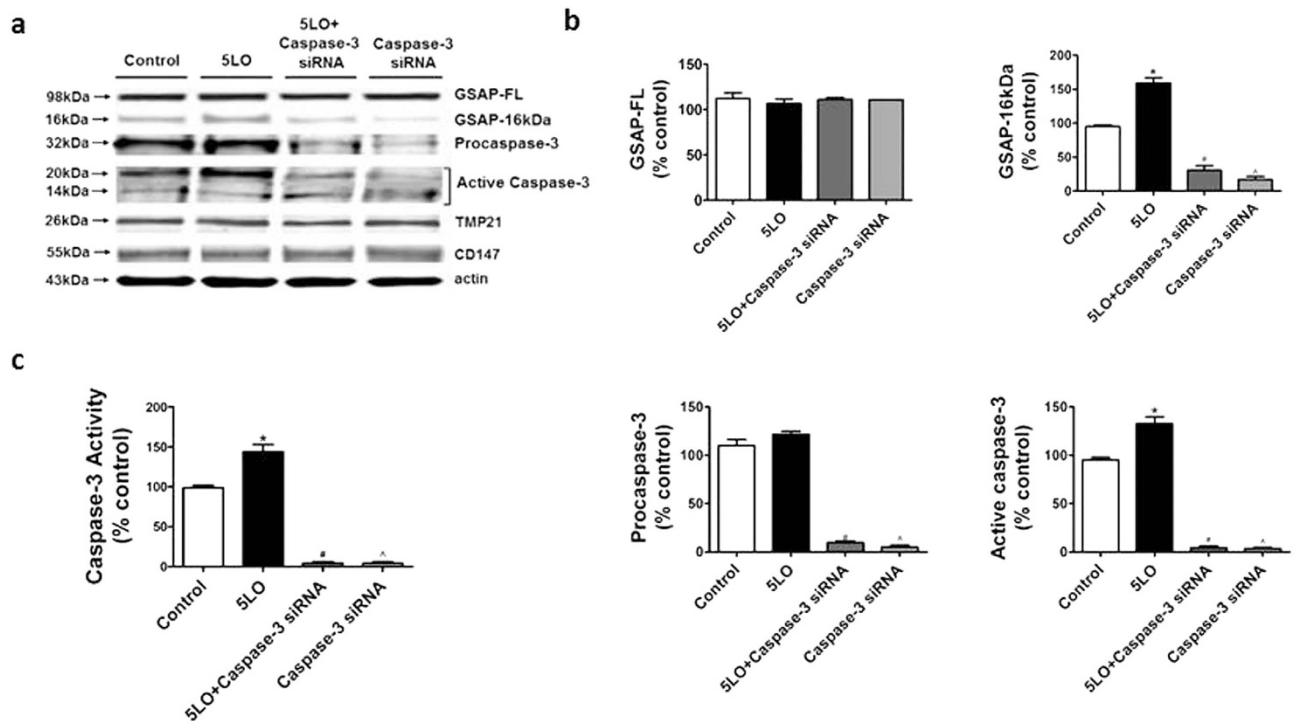 a
Control
5LO
5LO+
Caspase-3
siRNA
Caspase-3
siRNA
98kDa→
GSAP-FL
16kDa→
GSAP-16kDa
32kDa→
Procaspase-3
20kDa→
14kDa→
Active Caspase-3
26kDa→
TMP21
55kDa→
CD147
43kDa→
actin
b
GSAP-FL
(% control)
150
100
50
0
Control
5LO
5LO+Caspase-3 siRNA
Caspase-3 siRNA
GSAP-16kDa
(% control)
200
150
100
50
0
*
#
^
Control
5LO
5LO+Caspase-3 siRNA
Caspase-3 siRNA
c
Caspase-3 Activity
(% control)
200
150
100
50
0
*
#
^
Control
5LO
5LO+Caspase-3 siRNA
Caspase-3 siRNA
Procaspase-3
(% control)
150
100
50
0
#
^
Control
5LO
5LO+Caspase-3 siRNA
Caspase-3 siRNA
Active caspase-3
(% control)
150
100
50
0
*
#
^
Control
5LO
5LO+Caspase-3 siRNA
Caspase-3 siRNA